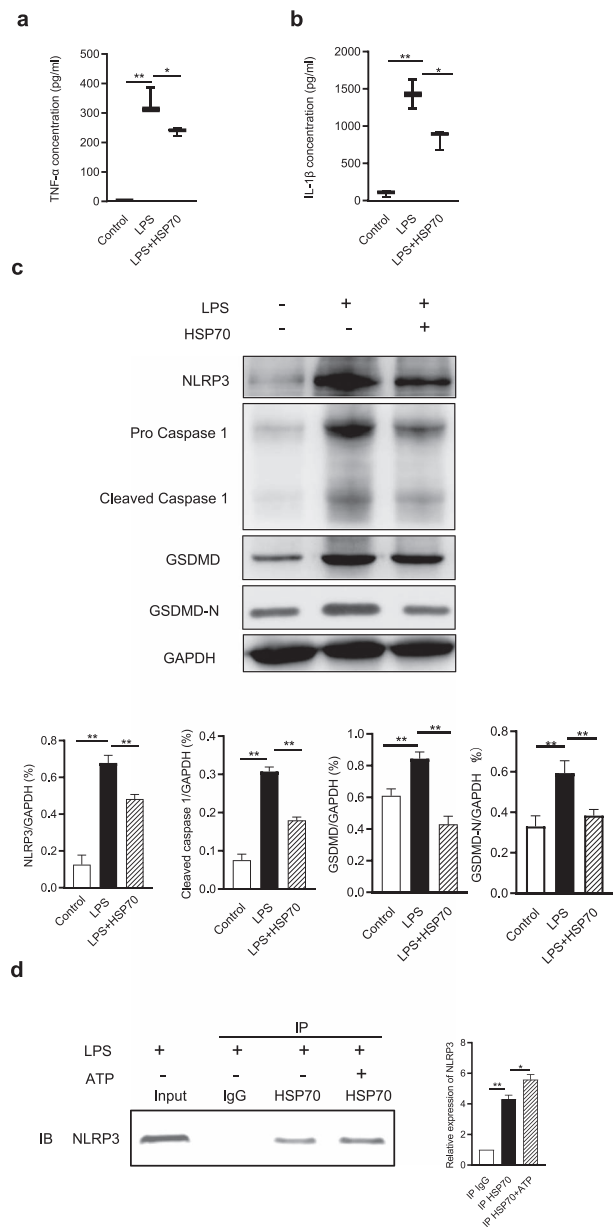 a
TNF-α concentration (pg/ml)
500
400
300
200
100
0
**
*
Control
LPS
LPS+HSP70
b
IL-1β concentration (pg/ml)
2000
1500
1000
500
0
**
*
Control
LPS
LPS+HSP70
c
LPS - + +
HSP70 - - +
NLRP3
Pro Caspase 1
Cleaved Caspase 1
GSDMD
GSDMD-N
GAPDH
NLRP3/GAPDH (%)
0.8
0.6
0.4
0.2
0.0
**
**
Control
LPS
LPS+HSP70
Cleaved caspase 1/GAPDH (%)
0.4
0.3
0.2
0.1
0.0
**
**
Control
LPS
LPS+HSP70
GSDMD/GAPDH (%)
1.0
0.8
0.6
0.4
0.2
0.0
**
**
Control
LPS
LPS+HSP70
GSDMD-N/GAPDH %)
0.8
0.6
0.4
0.2
0.0
**
**
Control
LPS
LPS+HSP70
d
IP
LPS + + + +
ATP - - - +
Input IgG HSP70 HSP70
IB NLRP3
Relative expression of NLRP3
8
6
4
2
0
**
*
IP IgG
IP HSP70
IP HSP70+ATP